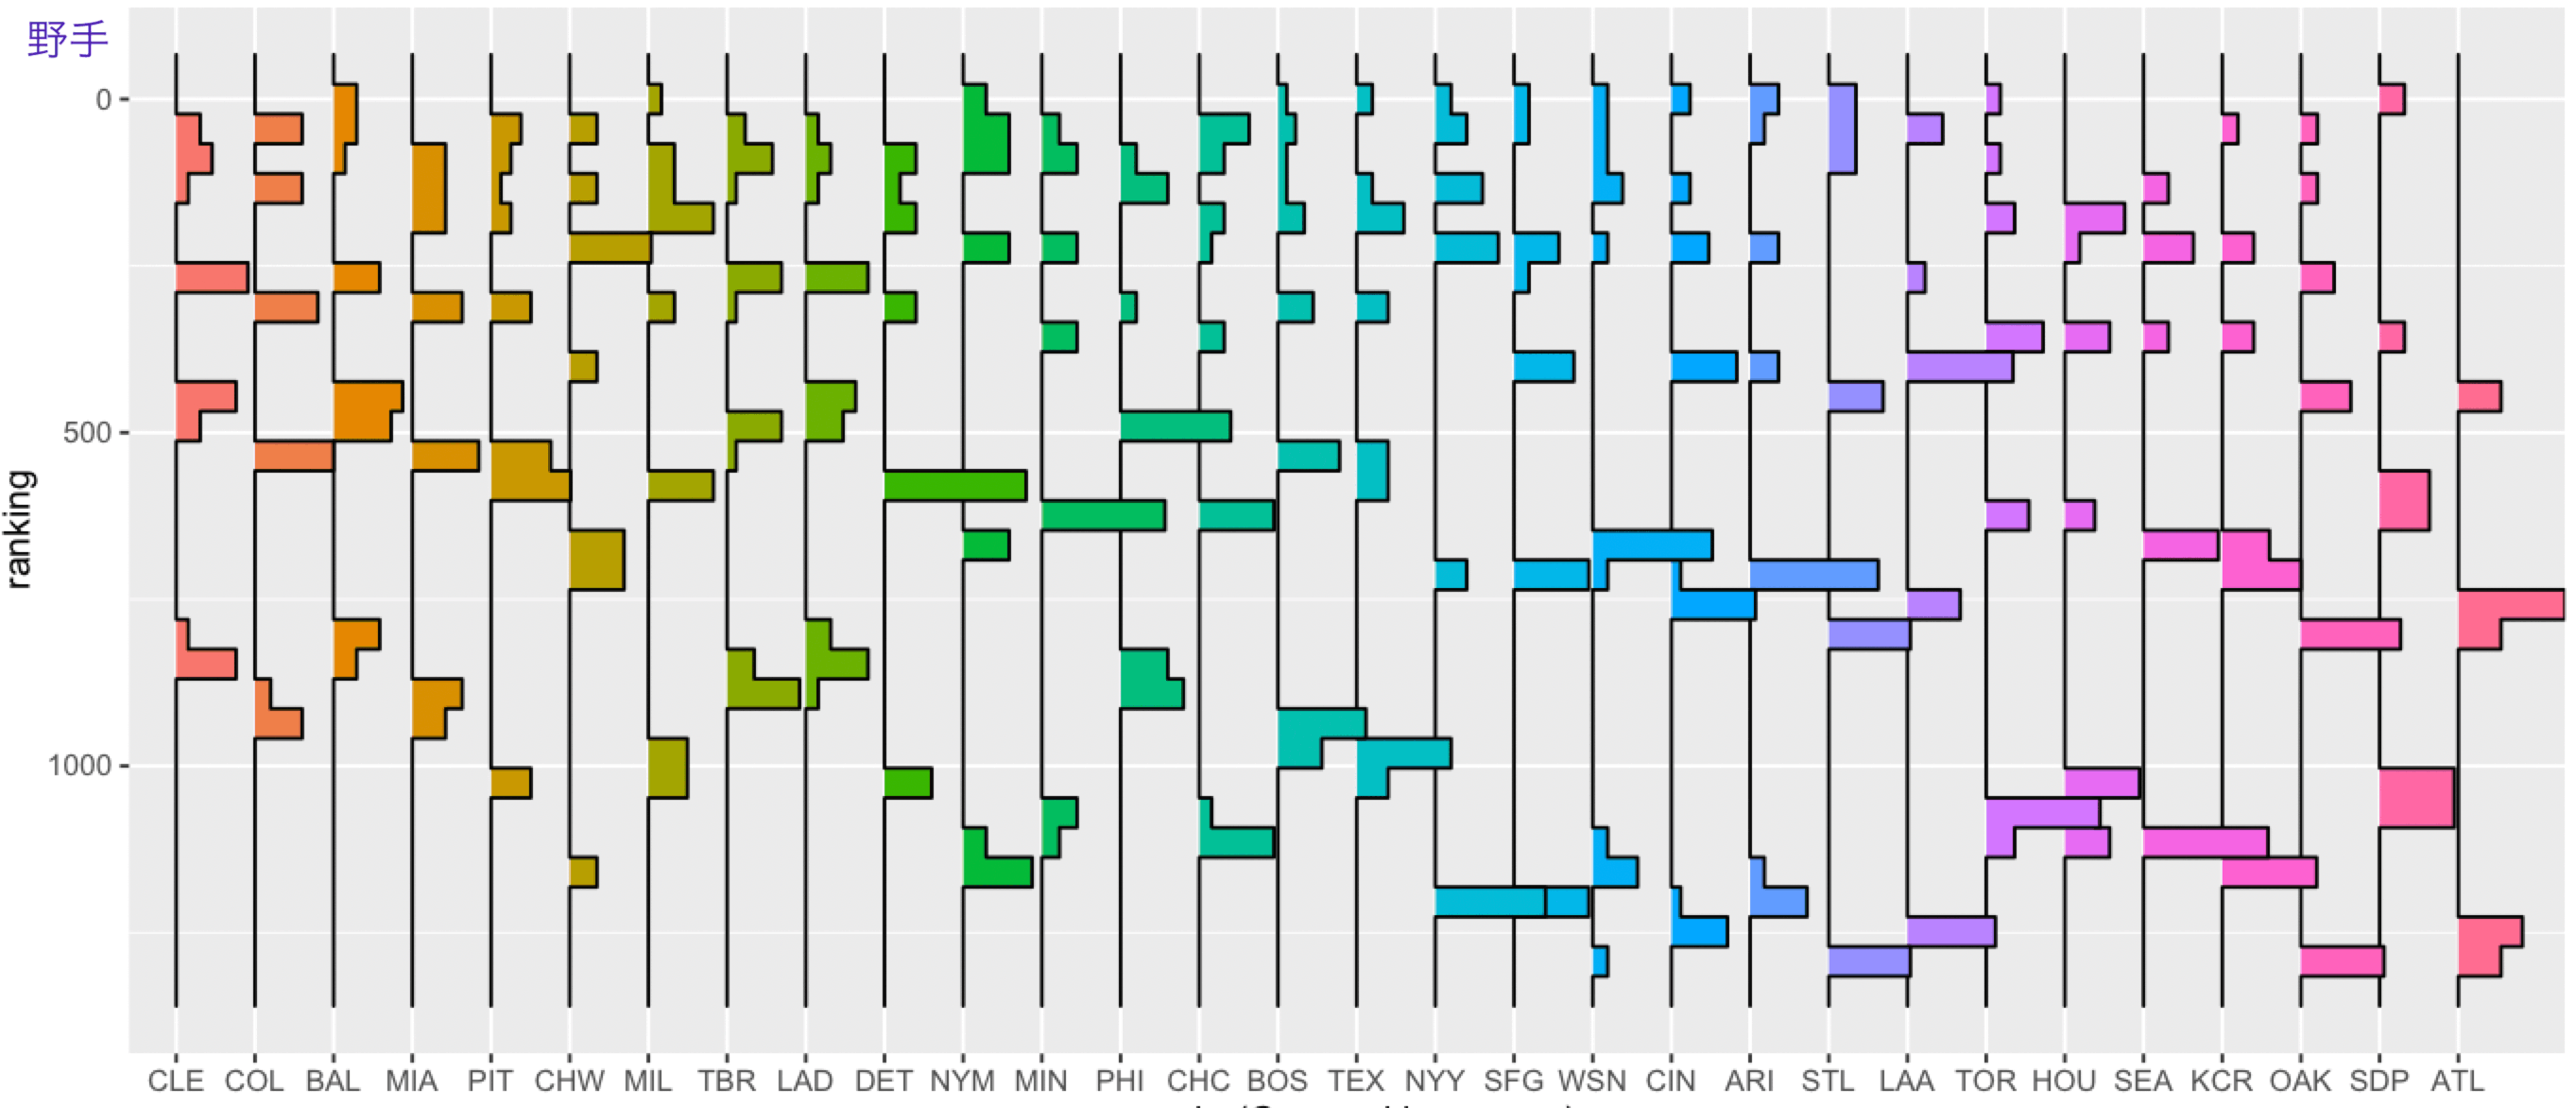 野手
0
500
1000
ranking
CLE COL BAL MIA PIT CHW MIL TBR LAD DET NYM MIN PHI CHC BOS TEX NYY SFG WSN CIN ARI STL LAA TOR HOU SEA KCR OAK SDP ATL